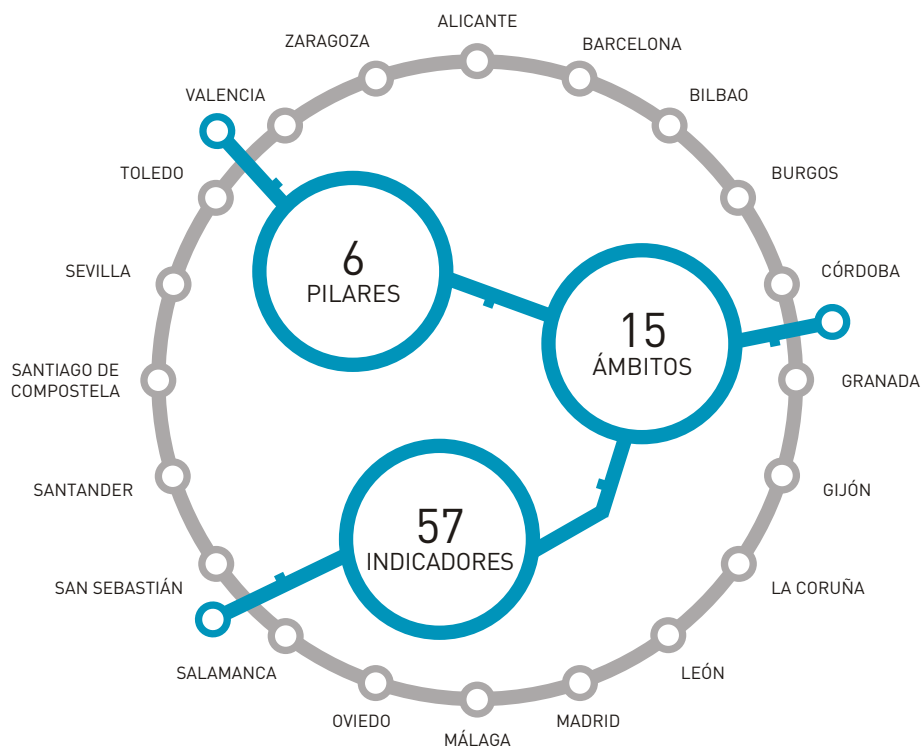 ALICANTE
ZARAGOZA
BARCELONA
VALENCIA
BILBAO
TOLEDO
BURGOS
6
PILARES
SEVILLA
CÓRDOBA
15
ÁMBITOS
SANTIAGO DE
COMPOSTELA
GRANADA
SANTANDER
GIJÓN
57
INDICADORES
SAN SEBASTIÁN
LA CORUÑA
SALAMANCA
LEÓN
OVIEDO
MADRID
MÁLAGA